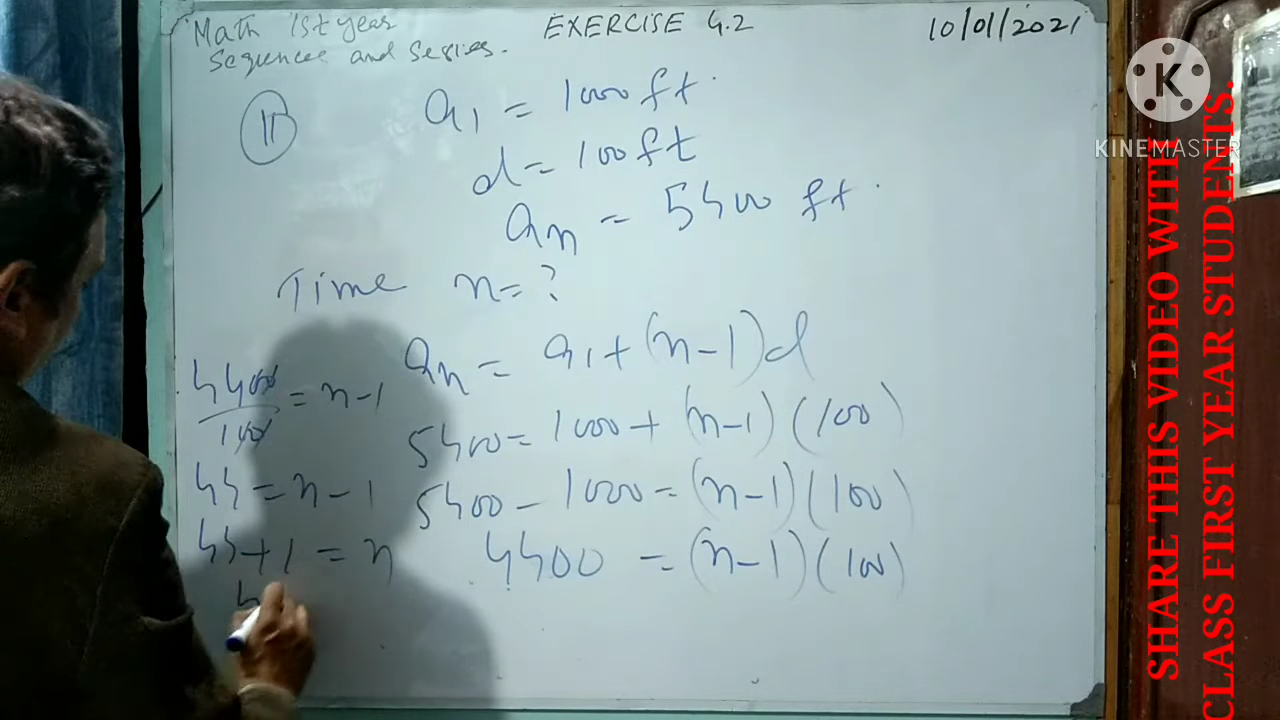 Math 1st year EXERCISE 4.2 10/01/2021
Sequences and Series.
11 a1 = 1000 ft.
d = 100 ft
an = 5400 ft.
Time n = ?
an = a1 + (n-1)d
5400 = 1000 + (n-1)(100)
5400 - 1000 = (n-1)(100)
4400 = (n-1)(100)
4400/100 = n-1
44 = n-1
44+1 = n
4
K
KINEMASTER
SHARE THIS VIDEO WITH
CLASS FIRST YEAR STUDENTS.